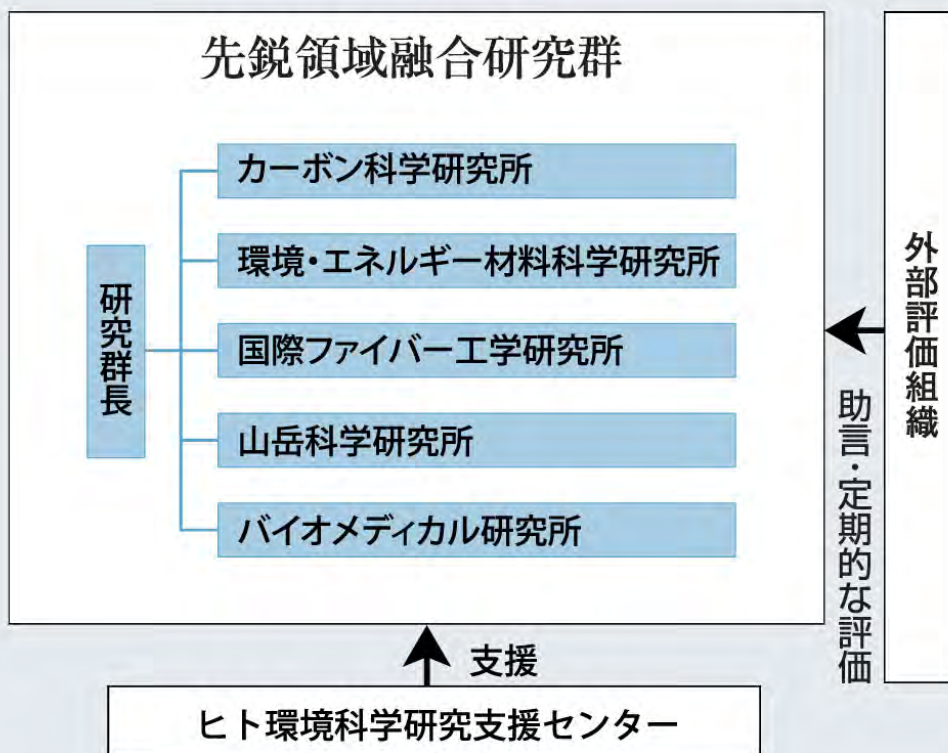 先鋭領域融合研究群
研究群長
カーボン科学研究所
環境・エネルギー材料科学研究所
国際ファイバー工学研究所
山岳科学研究所
バイオメディカル研究所
外部評価組織
助言・定期的な評価
支援
ヒト環境科学研究支援センター